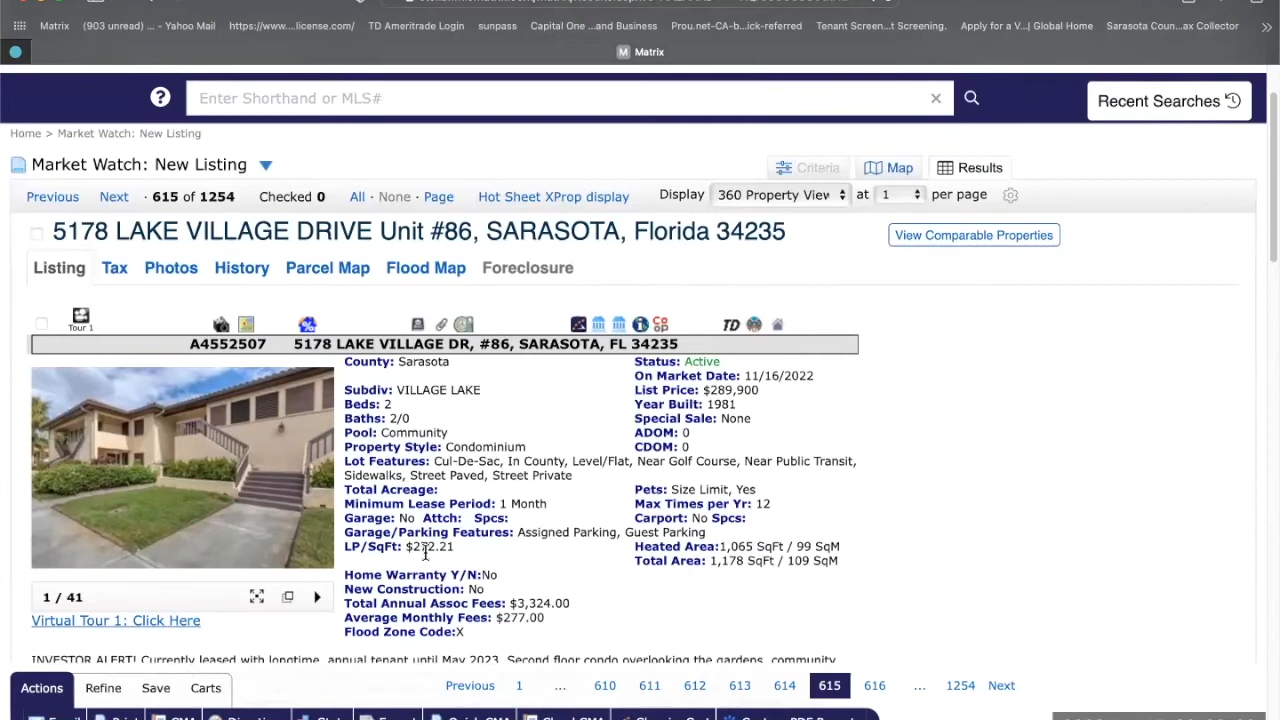 Matrix (903 unread) ... – Yahoo Mail https://www....license.com/ TD Ameritrade Login sunpass Capital One ...and Business Prou.net-CA-b...ick-referred Tenant Screen...t Screening. Apply for a V...| Global Home Sarasota Coun...ax Collector
M Matrix
? Enter Shorthand or MLS# Recent Searches
Home > Market Watch: New Listing
Market Watch: New Listing Criteria Map Results
Previous Next · 615 of 1254 Checked 0 All · None · Page Hot Sheet XProp display Display 360 Property View at 1 per page
5178 LAKE VILLAGE DRIVE Unit #86, SARASOTA, Florida 34235 View Comparable Properties
Listing Tax Photos History Parcel Map Flood Map Foreclosure
Tour 1 TD
A4552507 5178 LAKE VILLAGE DR, #86, SARASOTA, FL 34235
County: Sarasota Status: Active
On Market Date: 11/16/2022
Subdiv: VILLAGE LAKE List Price: $289,900
Beds: 2 Year Built: 1981
Baths: 2/0 Special Sale: None
Pool: Community ADOM: 0
Property Style: Condominium CDOM: 0
Lot Features: Cul-De-Sac, In County, Level/Flat, Near Golf Course, Near Public Transit,
Sidewalks, Street Paved, Street Private
Total Acreage: Pets: Size Limit, Yes
Minimum Lease Period: 1 Month Max Times per Yr: 12
Garage: No Attch: Spcs: Carport: No Spcs:
Garage/Parking Features: Assigned Parking, Guest Parking
LP/SqFt: $272.21 Heated Area:1,065 SqFt / 99 SqM
Total Area: 1,178 SqFt / 109 SqM
Home Warranty Y/N:No
New Construction: No
Total Annual Assoc Fees: $3,324.00
Average Monthly Fees: $277.00
Flood Zone Code:X
1 / 41
Virtual Tour 1: Click Here
INVESTOR ALERT! Currently leased with longtime, annual tenant until May 2023. Second floor condo overlooking the gardens, community
Actions Refine Save Carts Previous 1 ... 610 611 612 613 614 615 616 ... 1254 Next